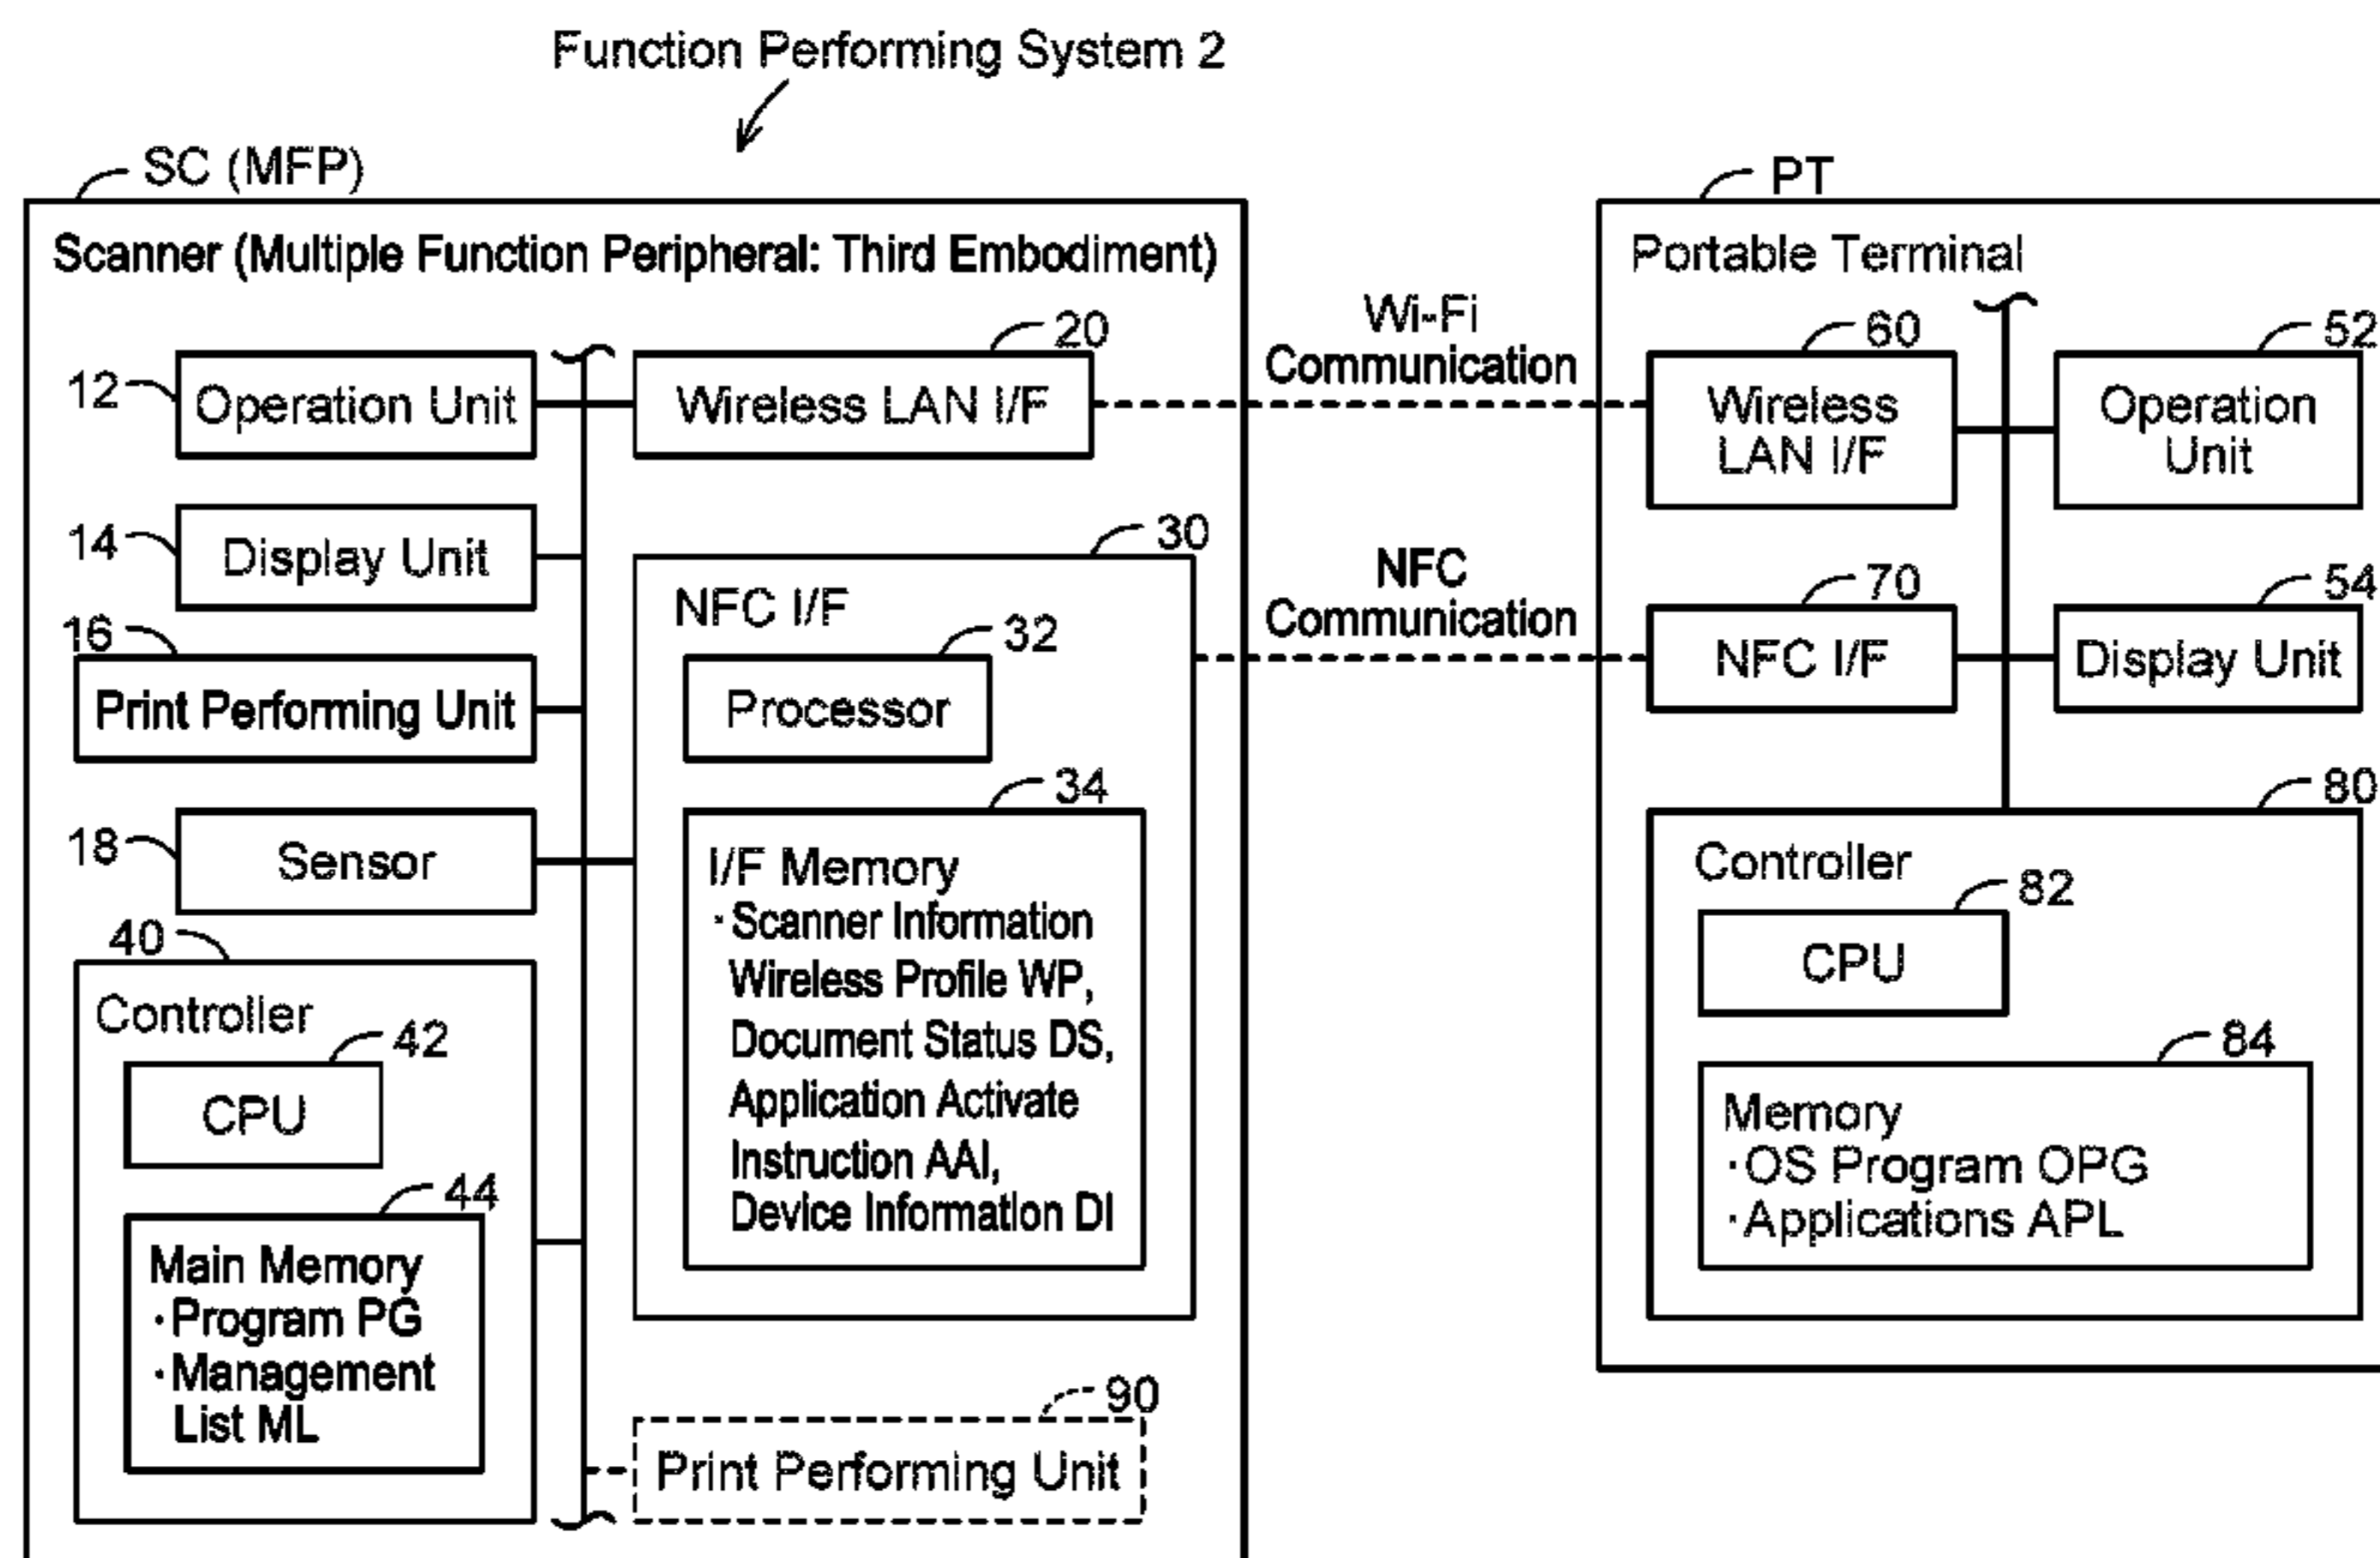 Function Performing System 2
SC (MFP)
Scanner (Multiple Function Peripheral: Third Embodiment)
12
Operation Unit
20
Wireless LAN I/F
14
Display Unit
16
Print Performing Unit
18
Sensor
30
NFC I/F
32
Processor
34
I/F Memory
·Scanner Information
Wireless Profile WP,
Document Status DS,
Application Activate
Instruction AAI,
Device Information DI
40
Controller
42
CPU
44
Main Memory
·Program PG
·Management
List ML
90
Print Performing Unit
Wi-Fi
Communication
NFC
Communication
PT
Portable Terminal
60
Wireless
LAN I/F
52
Operation
Unit
70
NFC I/F
54
Display Unit
80
Controller
82
CPU
84
Memory
·OS Program OPG
·Applications APL